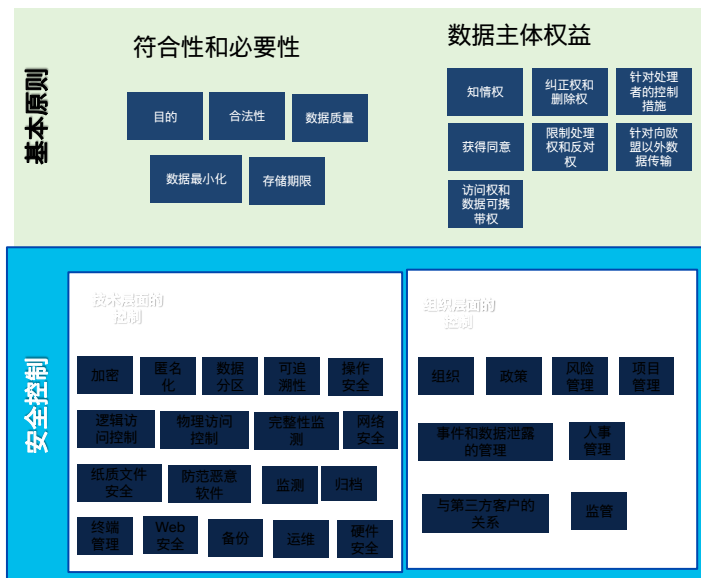 基本原则
符合性和必要性
目的
合法性
数据质量
数据最小化
存储期限
数据主体权益
知情权
纠正权和
删除权
针对处理
者的控制
措施
获得同意
限制处理
权和反对
权
针对向欧
盟以外数
据传输
访问权和
数据可携
带权
安全控制
技术层面的
控制
加密
匿名
化
数据
分区
可追
溯性
操作
安全
逻辑访
问控制
物理访问
控制
完整性监
测
网络
安全
纸质文件
安全
防范恶意
软件
监测
归档
终端
管理
Web
安全
备份
运维
硬件
安全
组织层面的
控制
组织
政策
风险
管理
项目
管理
事件和数据泄露
的管理
人事
管理
与第三方客户的
关系
监管